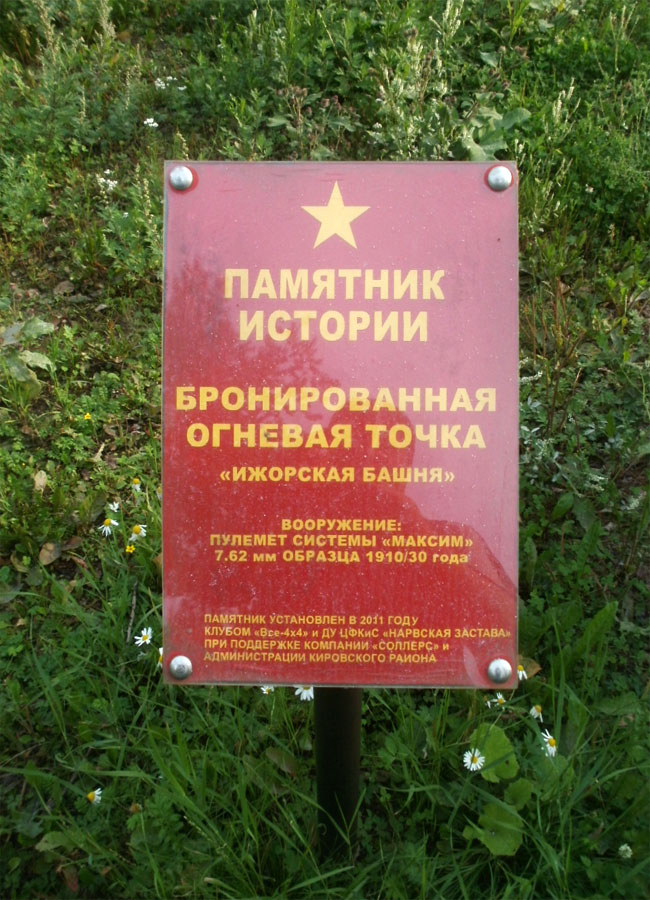 ПАМЯТНИК
ИСТОРИИ
БРОНИРОВАННАЯ
ОГНЕВАЯ ТОЧКА
«ИЖОРСКАЯ БАШНЯ»
ВООРУЖЕНИЕ:
ПУЛЕМЕТ СИСТЕМЫ «МАКСИМ»
7.62 мм ОБРАЗЦА 1910/30 года
ПАМЯТНИК УСТАНОВЛЕН В 2011 ГОДУ
КЛУБОМ «Все-4х4» и ДУ ЦФКиС «НАРВСКАЯ ЗАСТАВА»
ПРИ ПОДДЕРЖКЕ КОМПАНИИ «СОЛЛЕРС» и
АДМИНИСТРАЦИИ КИРОВСКОГО РАЙОНА